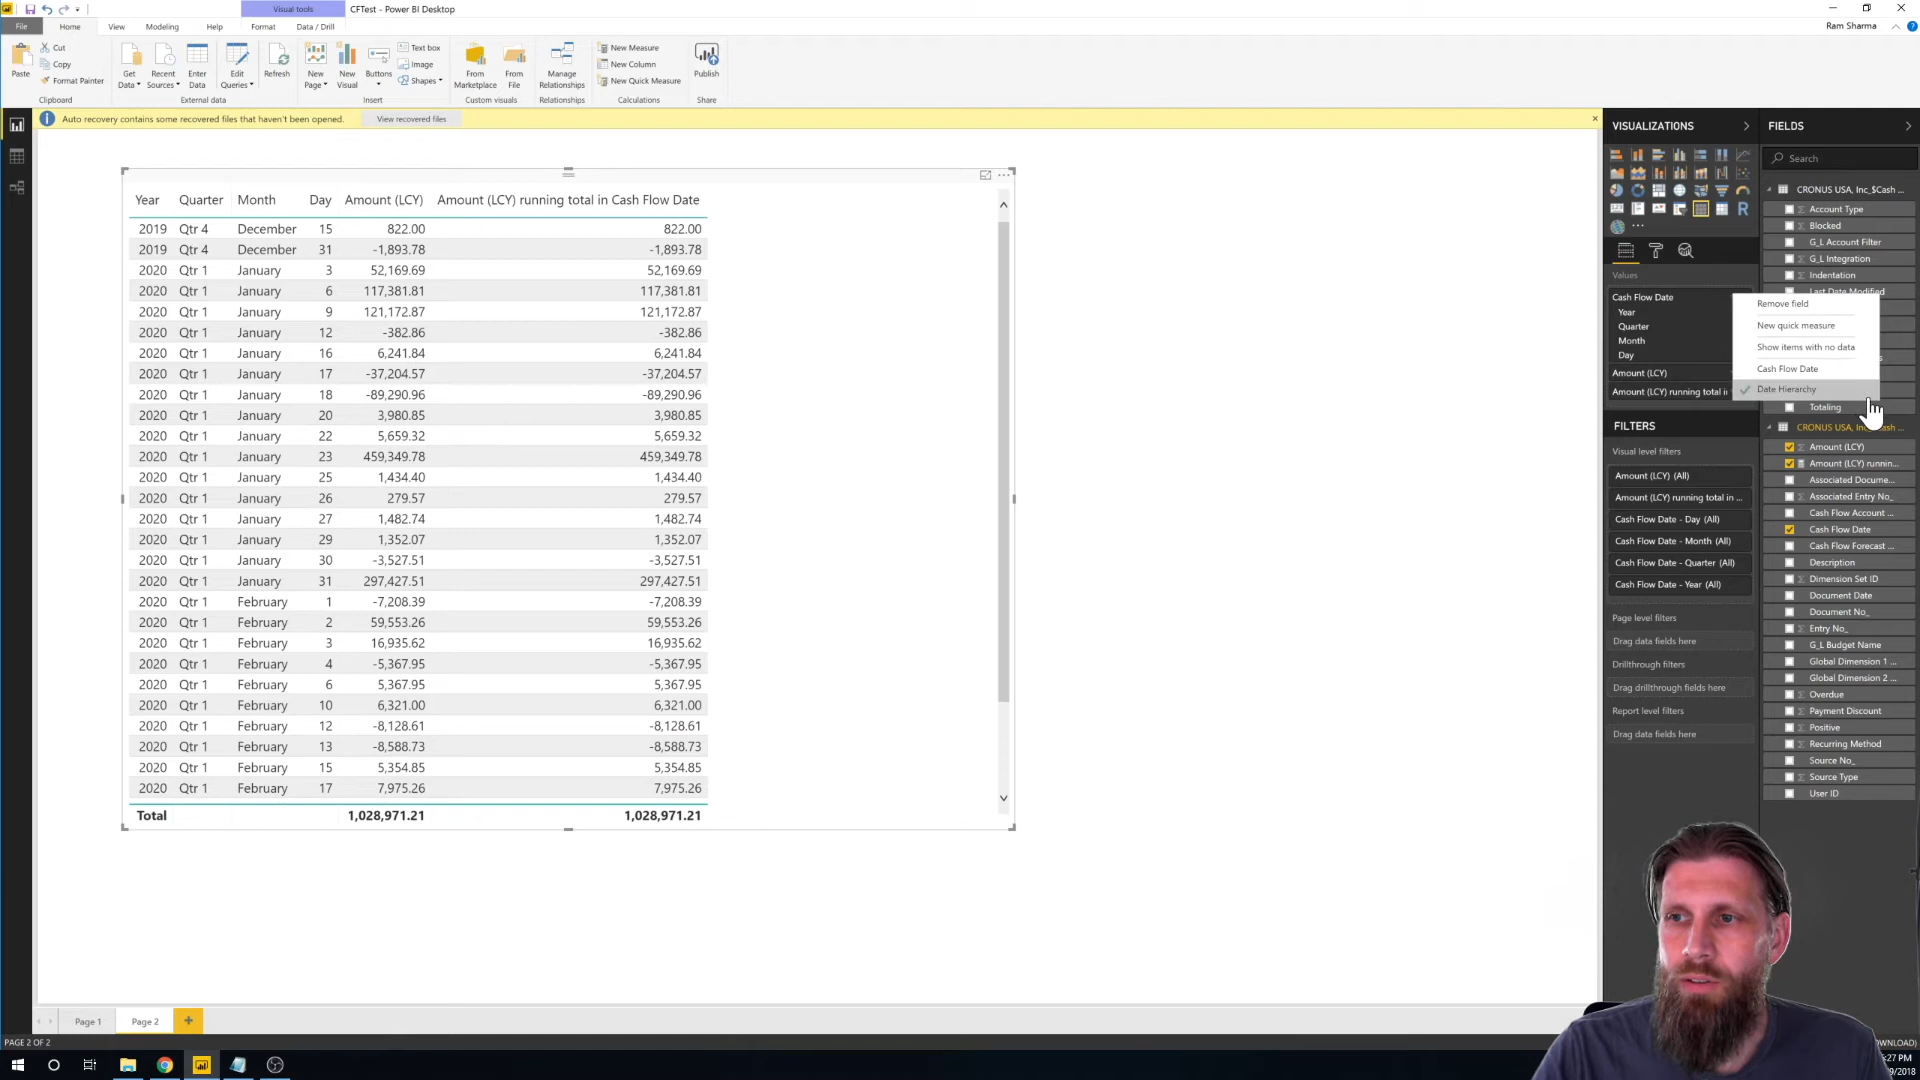 Visual tools
CFTest - Power BI Desktop
File
Home
View
Modeling
Help
Format
Data / Drill
Ram Sharma
Paste
Cut
Copy
Format Painter
Clipboard
Get Data
Recent Sources
Enter Data
Edit Queries
Refresh
External data
New Page
New Visual
Buttons
Text box
Image
Shapes
Insert
From Marketplace
From File
Custom visuals
Manage Relationships
Relationships
New Measure
New Column
New Quick Measure
Calculations
Publish
Share
Auto recovery contains some recovered files that haven't been opened.
View recovered files
Year Quarter Month Day Amount (LCY) Amount (LCY) running total in Cash Flow Date
2019 Qtr 4 December 15 822.00 822.00
2019 Qtr 4 December 31 -1,893.78 -1,893.78
2020 Qtr 1 January 3 52,169.69 52,169.69
2020 Qtr 1 January 6 117,381.81 117,381.81
2020 Qtr 1 January 9 121,172.87 121,172.87
2020 Qtr 1 January 12 -382.86 -382.86
2020 Qtr 1 January 16 6,241.84 6,241.84
2020 Qtr 1 January 17 -37,204.57 -37,204.57
2020 Qtr 1 January 18 -89,290.96 -89,290.96
2020 Qtr 1 January 20 3,980.85 3,980.85
2020 Qtr 1 January 22 5,659.32 5,659.32
2020 Qtr 1 January 23 459,349.78 459,349.78
2020 Qtr 1 January 25 1,434.40 1,434.40
2020 Qtr 1 January 26 279.57 279.57
2020 Qtr 1 January 27 1,482.74 1,482.74
2020 Qtr 1 January 29 1,352.07 1,352.07
2020 Qtr 1 January 30 -3,527.51 -3,527.51
2020 Qtr 1 January 31 297,427.51 297,427.51
2020 Qtr 1 February 1 -7,208.39 -7,208.39
2020 Qtr 1 February 2 59,553.26 59,553.26
2020 Qtr 1 February 3 16,935.62 16,935.62
2020 Qtr 1 February 4 -5,367.95 -5,367.95
2020 Qtr 1 February 6 5,367.95 5,367.95
2020 Qtr 1 February 10 6,321.00 6,321.00
2020 Qtr 1 February 12 -8,128.61 -8,128.61
2020 Qtr 1 February 13 -8,588.73 -8,588.73
2020 Qtr 1 February 15 5,354.85 5,354.85
2020 Qtr 1 February 17 7,975.26 7,975.26
Total 1,028,971.21 1,028,971.21
VISUALIZATIONS
R
Values
Cash Flow Date
Year
Quarter
Month
Day
Amount (LCY)
Amount (LCY) running total i
Remove field
New quick measure
Show items with no data
Cash Flow Date
Date Hierarchy
FILTERS
Visual level filters
Amount (LCY) (All)
Amount (LCY) running total in ...
Cash Flow Date - Day (All)
Cash Flow Date - Month (All)
Cash Flow Date - Quarter (All)
Cash Flow Date - Year (All)
Page level filters
Drag data fields here
Drillthrough filters
Drag drillthrough fields here
Report level filters
Drag data fields here
FIELDS
Search
CRONUS USA, Inc_$Cash ...
Account Type
Blocked
G_L Account Filter
G_L Integration
Indentation
Last Date Modified
Totaling
CRONUS USA, Inc
Amount (LCY)
Amount (LCY) runnin...
Associated Docume...
Associated Entry No_
Cash Flow Account ...
Cash Flow Date
Cash Flow Forecast ...
Description
Dimension Set ID
Document Date
Document No_
Entry No_
G_L Budget Name
Global Dimension 1 ...
Global Dimension 2 ...
Overdue
Payment Discount
Positive
Recurring Method
Source No_
Source Type
User ID
Page 1
Page 2
PAGE 2 OF 2
OWNLOAD)
:27 PM
9/2018